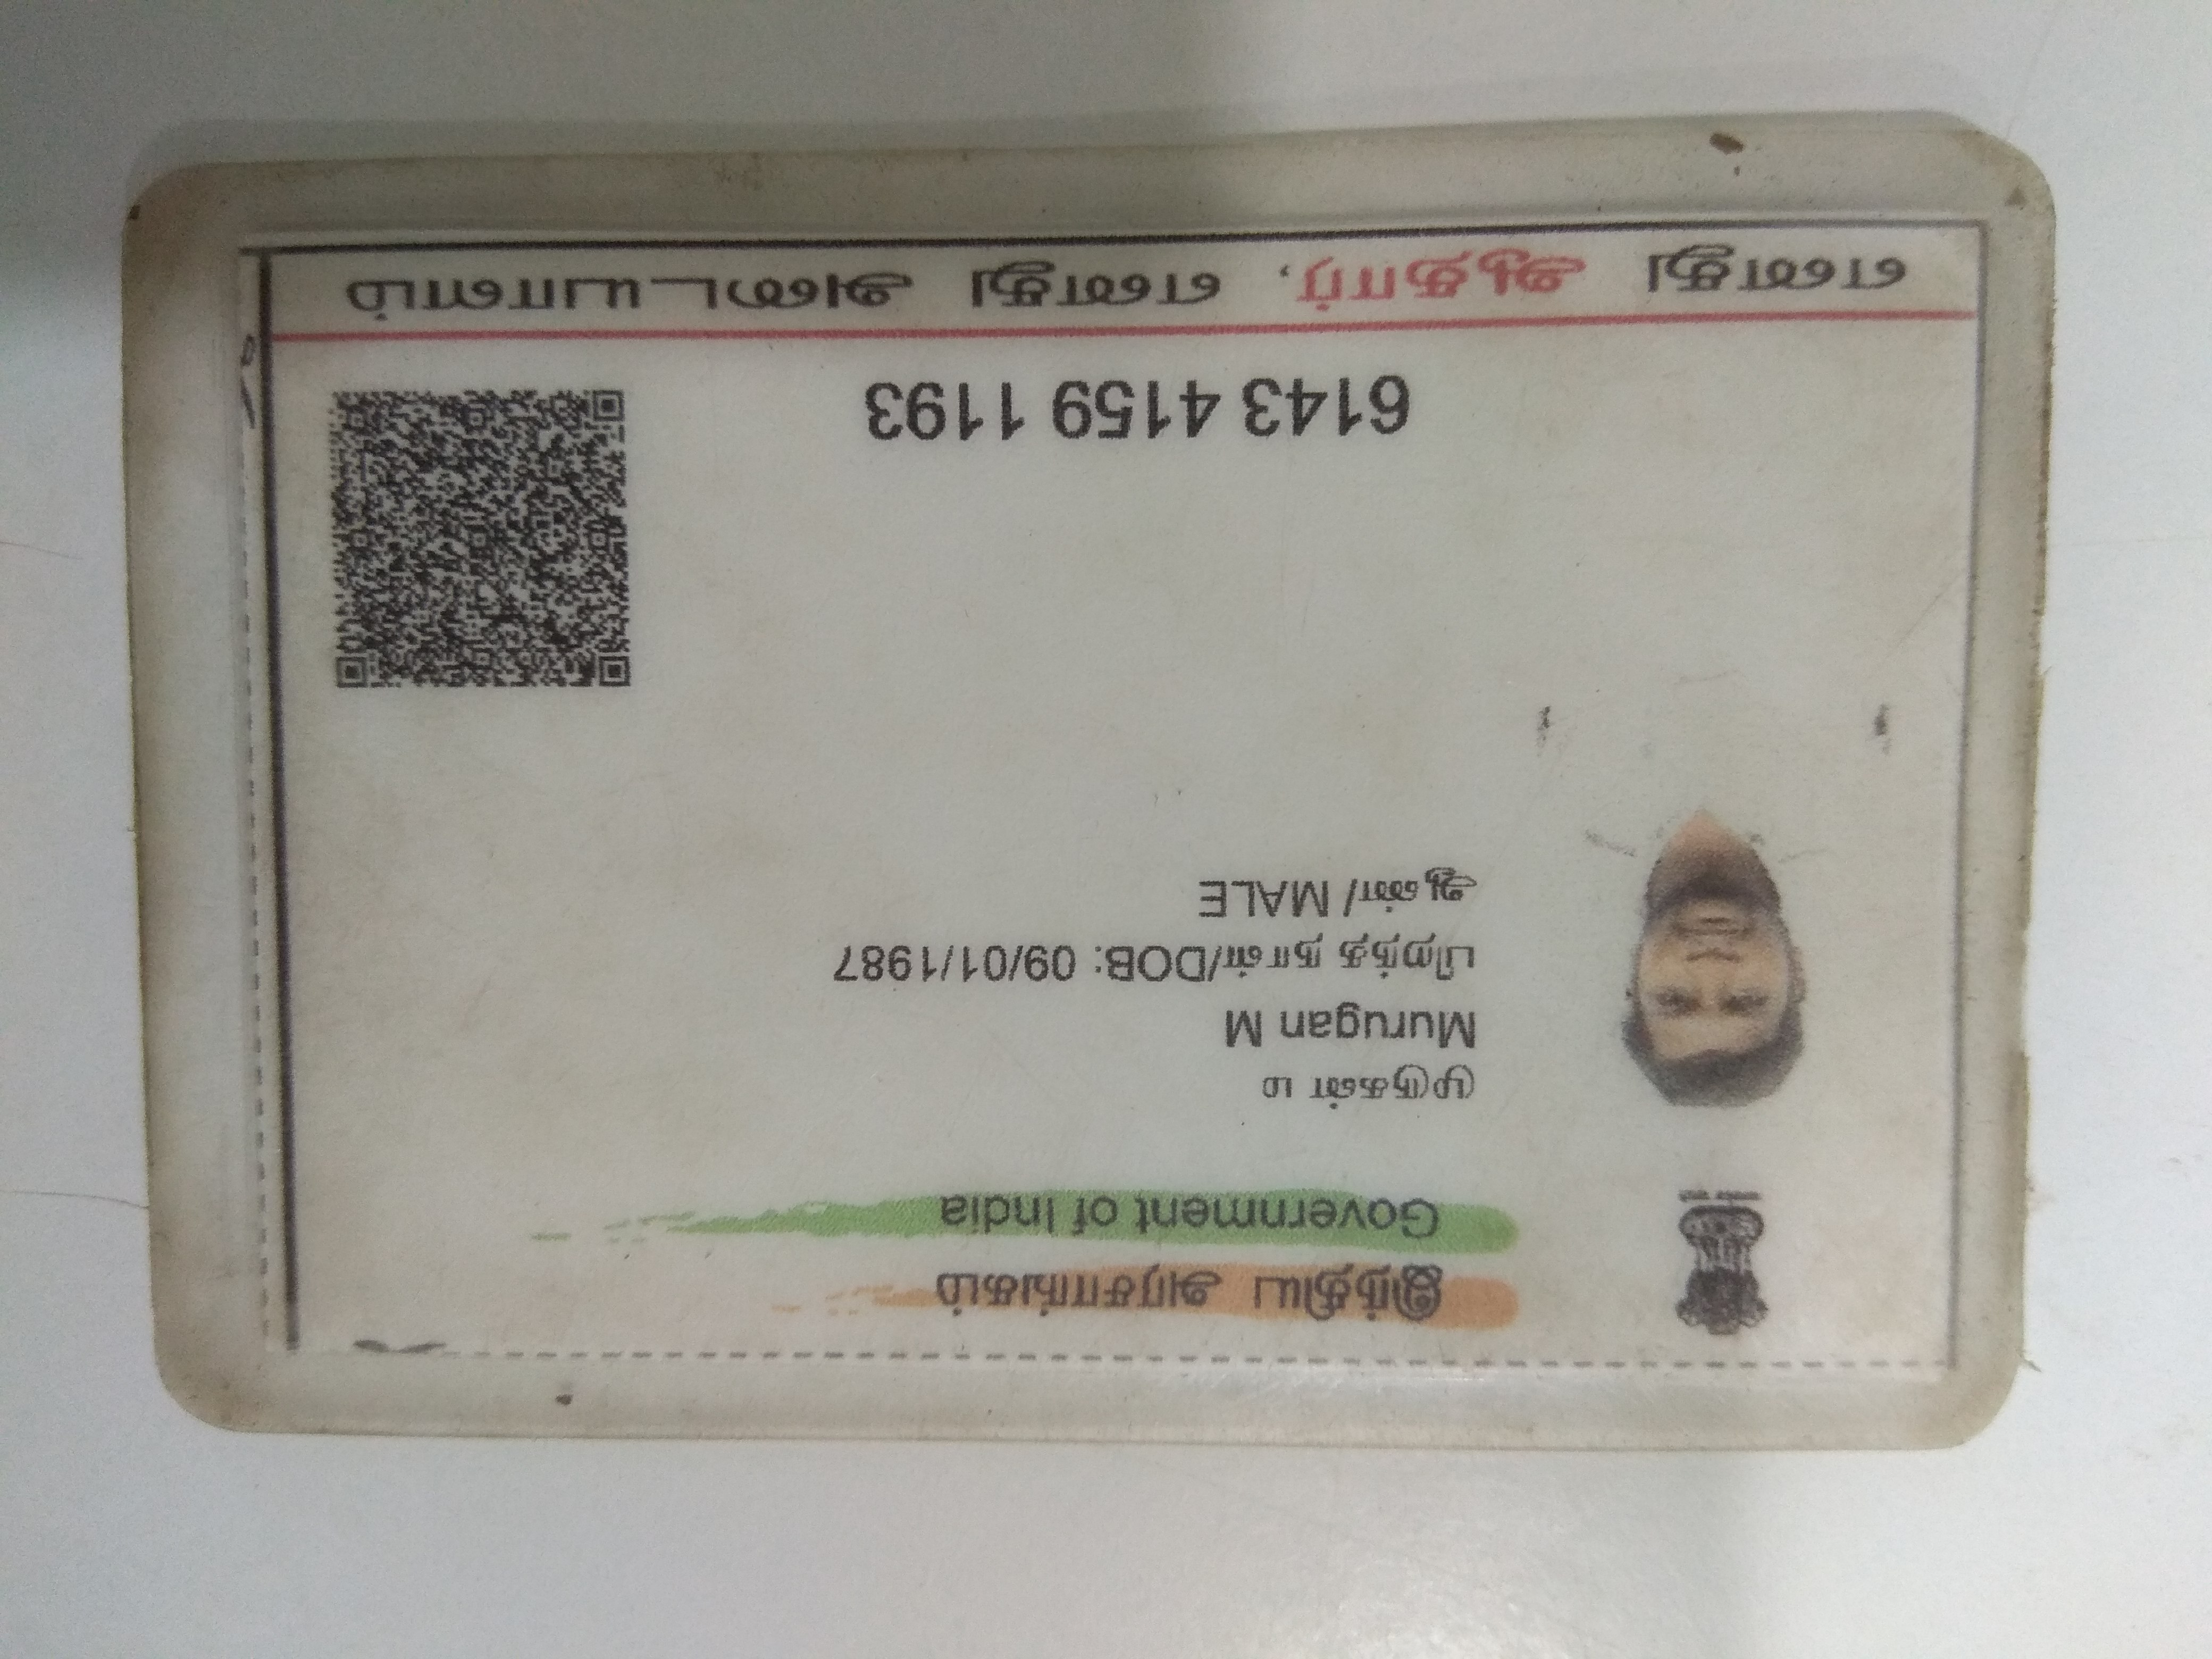 இந்திய அரசாங்கம்
Government of India
முருகன் ம
Murugan M
பிறந்த நாள்/DOB: 09/01/1987
ஆண்/ MALE
6143 4159 1193
எனது ஆதார், எனது அடையாளம்